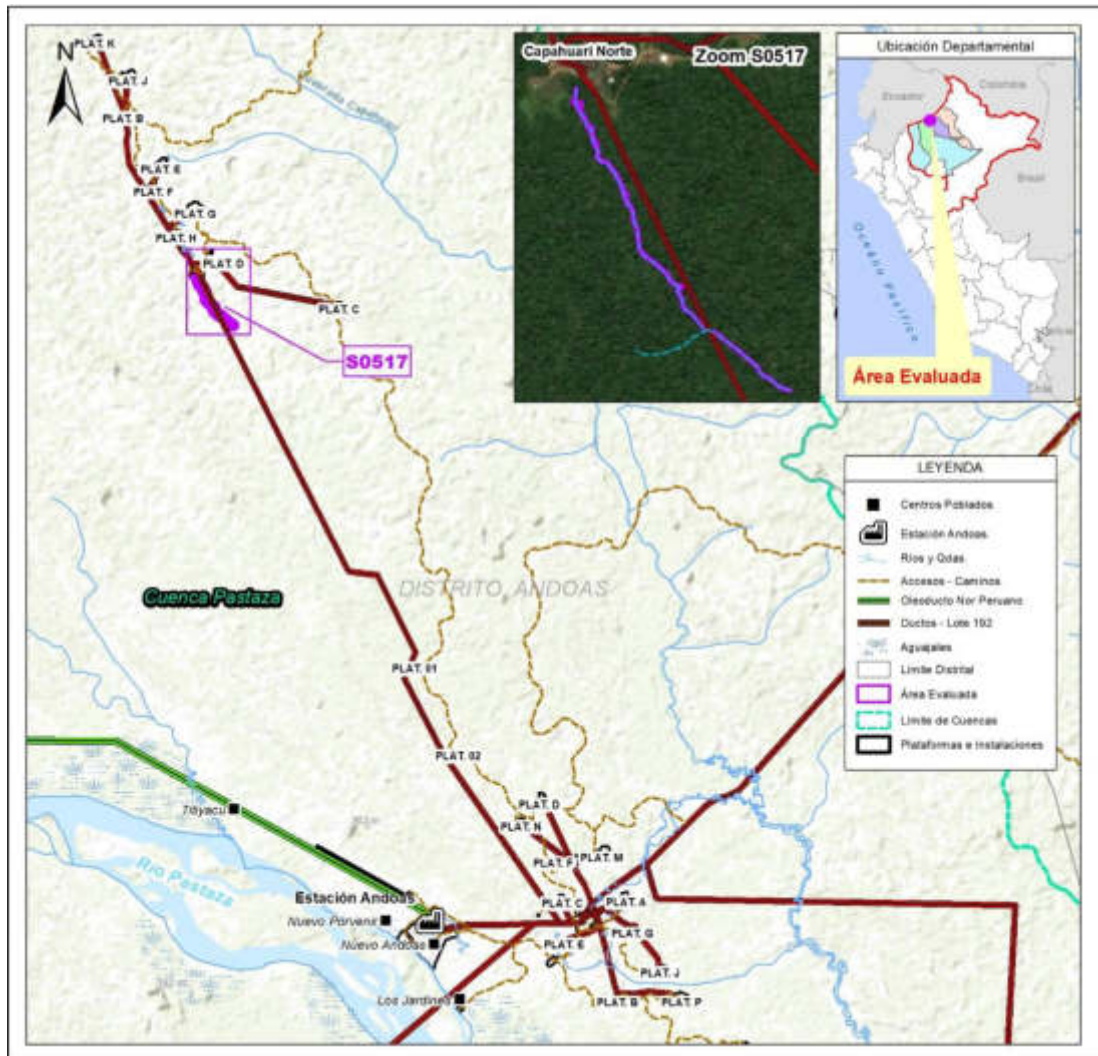 N
PLAT. K
PLAT. J
PLAT. B
PLAT. E
PLAT. F
PLAT. G
PLAT. H
PLAT. D
PLAT. C
S0517
Capahuari Norte
Zoom S0517
Ubicación Departamental
Ecuador
Colombia
Brasil
Océano Pacífico
Área Evaluada
Cuenca Pastaza
DISTRITO ANDOAS
PLAT. 01
PLAT. 02
LEYENDA
Centros Poblados
Estación Andoas
Ríos y Qdas
Accesos - Caminos
Oleoducto Nor Peruano
Ductos - Lote 192
Aguajales
Limite Distrital
Área Evaluada
Limite de Cuencas
Plataformas e Instalaciones
Titiyacu
Río Pastaza
PLAT. D
PLAT. N
PLAT. F
PLAT. M
Estación Andoas
PLAT. C
PLAT. A
Nuevo Porvenir
Nuevo Andoas
PLAT. G
PLAT. J
Los Jardines
PLAT. B
PLAT. P